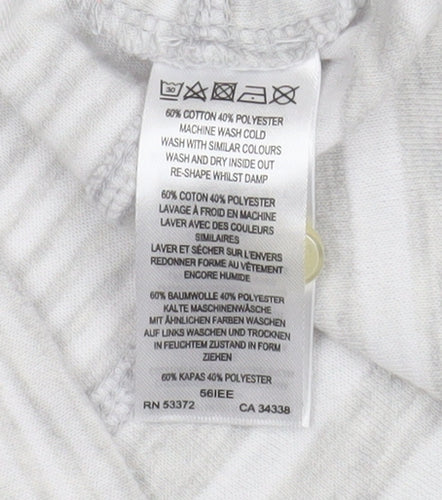 30
60% COTTON 40% POLYESTER
MACHINE WASH COLD
WASH WITH SIMILAR COLOURS
WASH AND DRY INSIDE OUT
RE-SHAPE WHILST DAMP
60% COTON 40% POLYESTER
LAVAGE À FROID EN MACHINE
LAVER AVEC DES COULEURS
SIMILAIRES
LAVER ET SÉCHER SUR L'ENVERS
REDONNER FORME AU VÊTEMENT
ENCORE HUMIDE
60% BAUMWOLLE 40% POLYESTER
KALTE MASCHINENWÄSCHE
MIT ÄHNLICHEN FARBEN WASCHEN
AUF LINKS WASCHEN UND TROCKNEN
IN FEUCHTEM ZUSTAND IN FORM
ZIEHEN
60% KAPAS 40% POLYESTER
56IEE
RN 53372 CA 34338